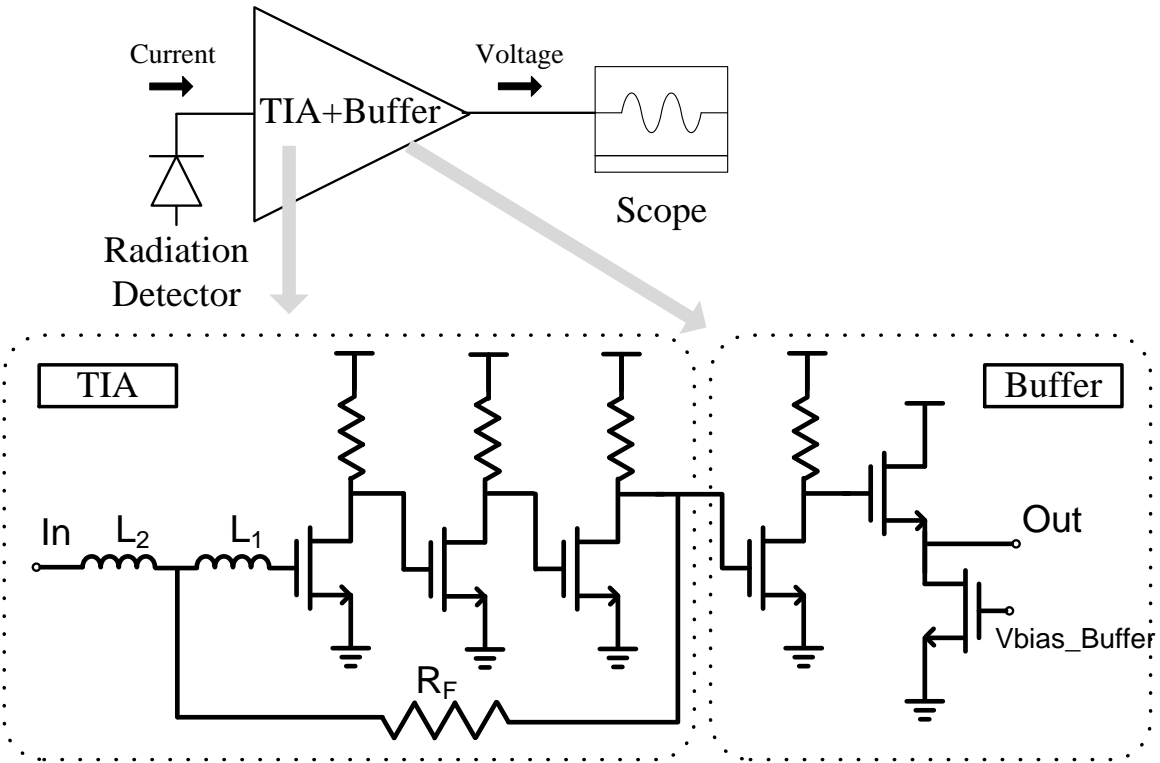 Current
Voltage
TIA+Buffer
Scope
Radiation
Detector
TIA
Buffer
In
L2
L1
Out
Vbias_Buffer
RF